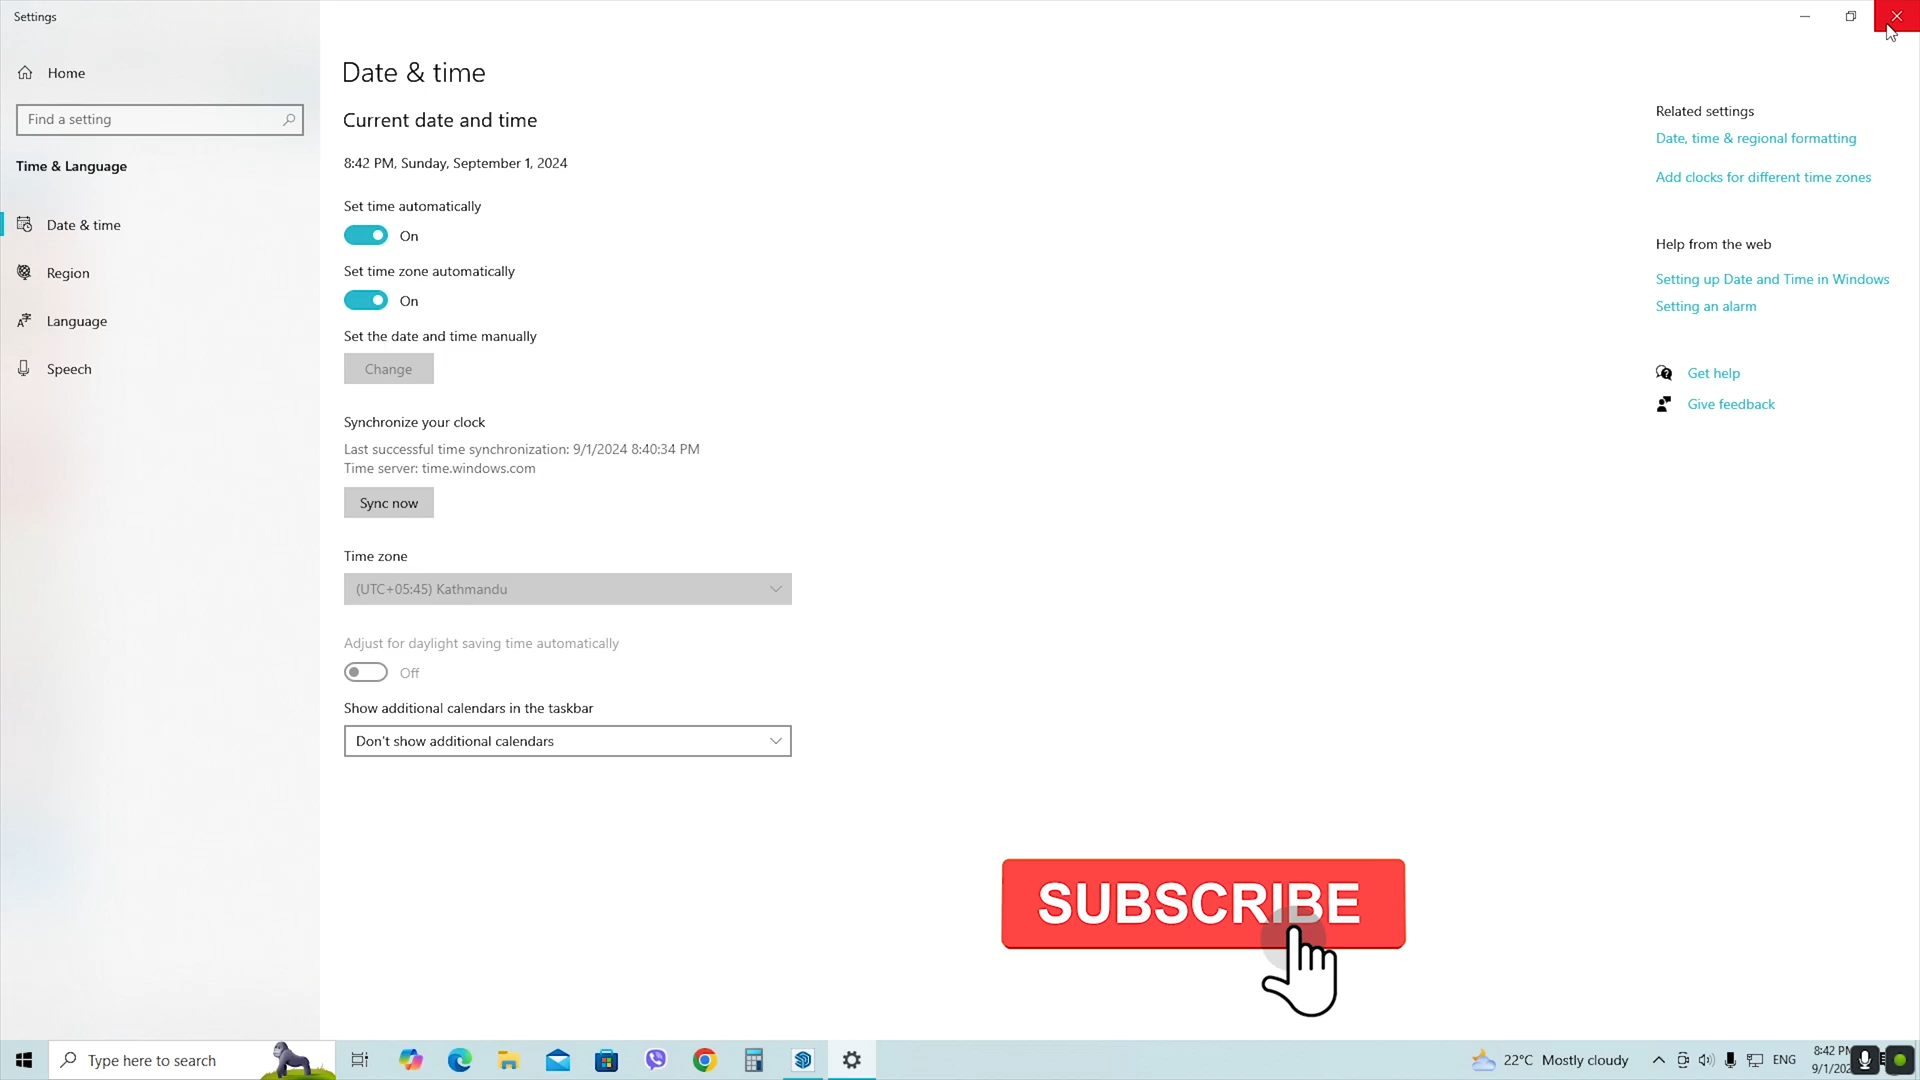 Settings
Home
Find a setting
Time & Language
Date & time
Region
Language
Speech
Date & time
Current date and time
8:42 PM, Sunday, September 1, 2024
Set time automatically
On
Set time zone automatically
On
Set the date and time manually
Change
Synchronize your clock
Last successful time synchronization: 9/1/2024 8:40:34 PM
Time server: time.windows.com
Sync now
Time zone
(UTC+05:45) Kathmandu
Adjust for daylight saving time automatically
Off
Show additional calendars in the taskbar
Don't show additional calendars
Related settings
Date, time & regional formatting
Add clocks for different time zones
Help from the web
Setting up Date and Time in Windows
Setting an alarm
Get help
Give feedback
SUBSCRIBE
Type here to search
22°C Mostly cloudy
ENG
8:42 PM